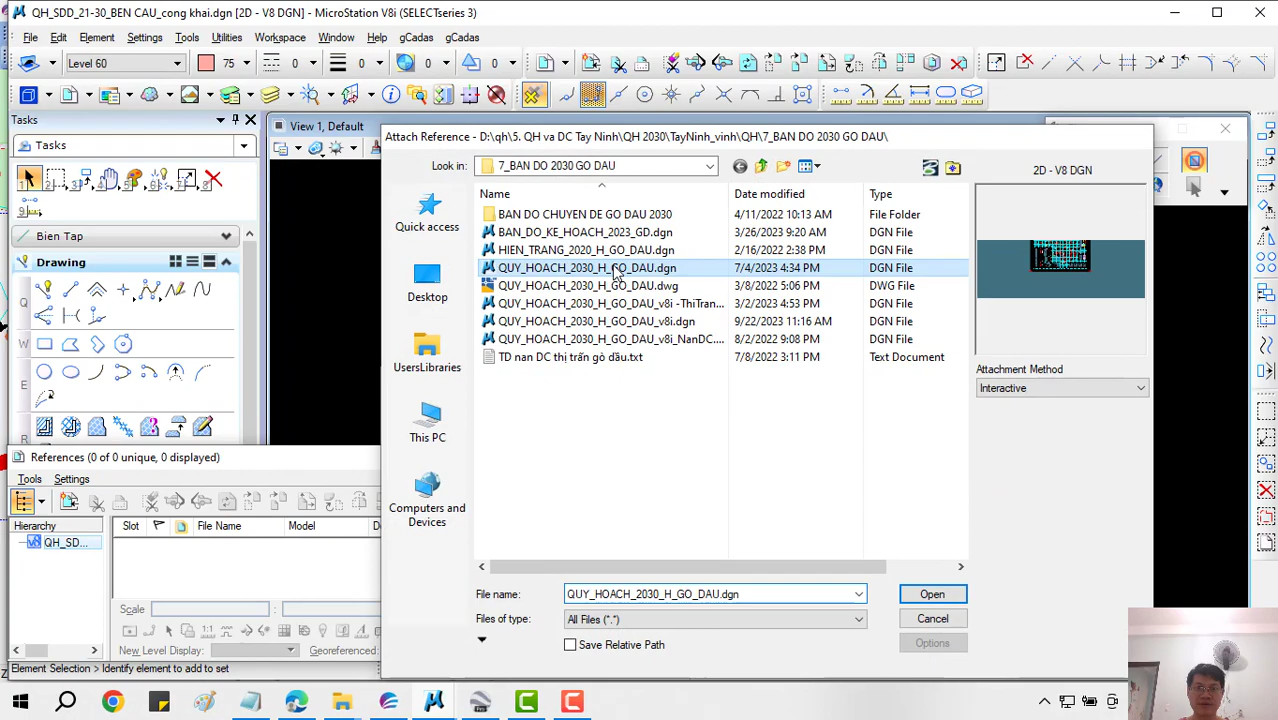 QH_SDD_21-30_BEN CAU_cong khai.dgn [2D - V8 DGN] - MicroStation V8i (SELECTseries 3)
File Edit Element Settings Tools Utilities Workspace Window Help gCadas gCadas
Level 60 75 0 0 0 0
Tasks
View 1, Default
Tasks
Bien Tap
Drawing
Q
E
R
Attach Reference - D:\qh\5. QH va DC Tay Ninh\QH 2030\TayNinh_vinh\QH\7_BAN DO 2030 GO DAU\
Look in: 7_BAN DO 2030 GO DAU
Name Date modified Type
BAN DO CHUYEN DE GO DAU 2030 4/11/2022 10:13 AM File Folder
BAN_DO_KE_HOACH_2023_GD.dgn 3/26/2023 9:20 AM DGN File
HIEN_TRANG_2020_H_GO_DAU.dgn 2/16/2022 2:38 PM DGN File
QUY_HOACH_2030_H_GO_DAU.dgn 7/4/2023 4:34 PM DGN File
QUY_HOACH_2030_H_GO_DAU.dwg 3/8/2022 5:06 PM DWG File
QUY_HOACH_2030_H_GO_DAU_v8i -ThiTran... 3/2/2023 4:53 PM DGN File
QUY_HOACH_2030_H_GO_DAU_v8i.dgn 9/22/2023 11:16 AM DGN File
QUY_HOACH_2030_H_GO_DAU_v8i_NanDC.... 8/2/2022 9:08 PM DGN File
TD nan DC thị trấn gò dầu.txt 7/8/2022 3:11 PM Text Document
Quick access
Desktop
UsersLibraries
This PC
Computers and
Devices
2D - V8 DGN
Attachment Method
Interactive
File name: QUY_HOACH_2030_H_GO_DAU.dgn Open
Files of type: All Files (*.*) Cancel
Save Relative Path Options
References (0 of 0 unique, 0 displayed)
Tools Settings
Hierarchy Slot File Name Model
QH_SD...
Scale
New Level Display: Georeferenced:
Element Selection > Identify element to add to set